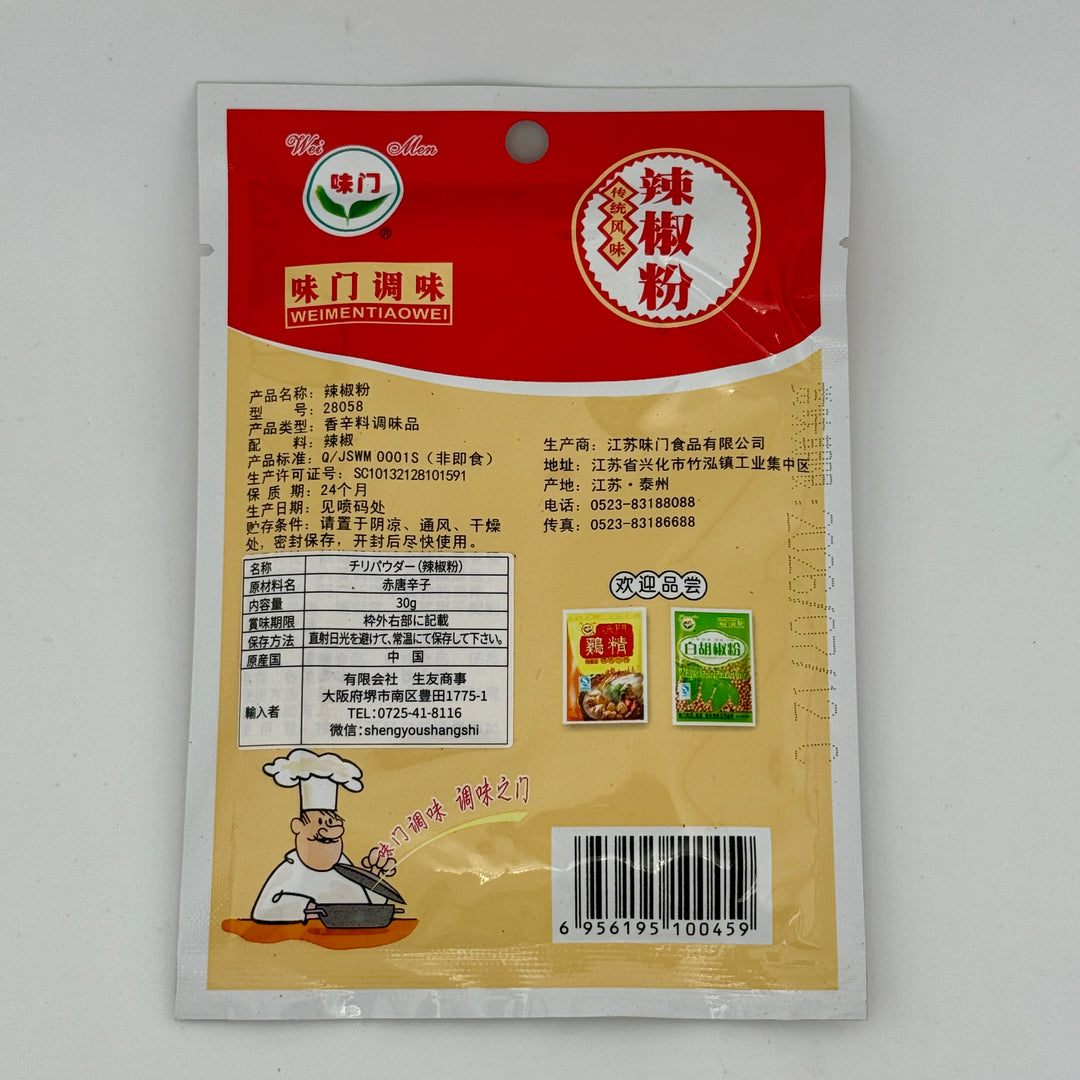 Wei Men
味门
®
味门调味
WEIMENTIAOWEI
传统风味
辣椒粉
产品名称：辣椒粉
型　　号：28058
产品类型：香辛料调味品
配　　料：辣椒
产品标准：Q/JSWM 0001S（非即食）
生产许可证号：SC10132128101591
保 质 期：24个月
生产日期：见喷码处
贮存条件：请置于阴凉、通风、干燥
处，密封保存，开封后尽快使用。
生产商：江苏味门食品有限公司
地址：江苏省兴化市竹泓镇工业集中区
产地：江苏·泰州
电话：0523-83188088
传真：0523-83186688
名称　チリパウダー（辣椒粉）
原材料名　赤唐辛子
内容量　30g
賞味期限　枠外右部に記載
保存方法　直射日光を避けて、常温にて保存して下さい。
原産国　中　国
輸入者　有限会社　生友商事
大阪府堺市南区豊田1775-1
TEL：0725-41-8116
微信：shengyoushangshi
欢迎品尝
鶏精
白胡椒粉
味门调味 调味之门
6 956195 100459